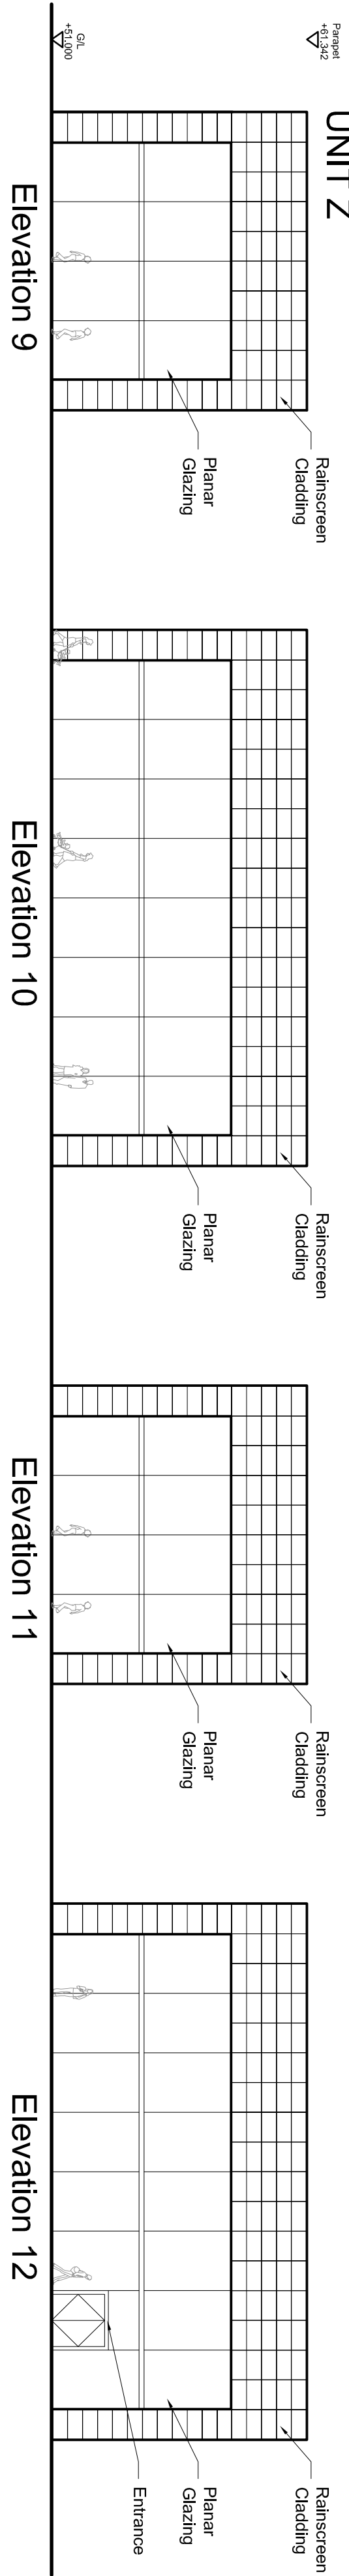 UNIT Z
Parapet
+61.342
G/L
+51.000
Rainscreen
Cladding
Planar
Glazing
Elevation 9
Rainscreen
Cladding
Planar
Glazing
Elevation 10
Rainscreen
Cladding
Planar
Glazing
Elevation 11
Rainscreen
Cladding
Planar
Glazing
Entrance
Elevation 12